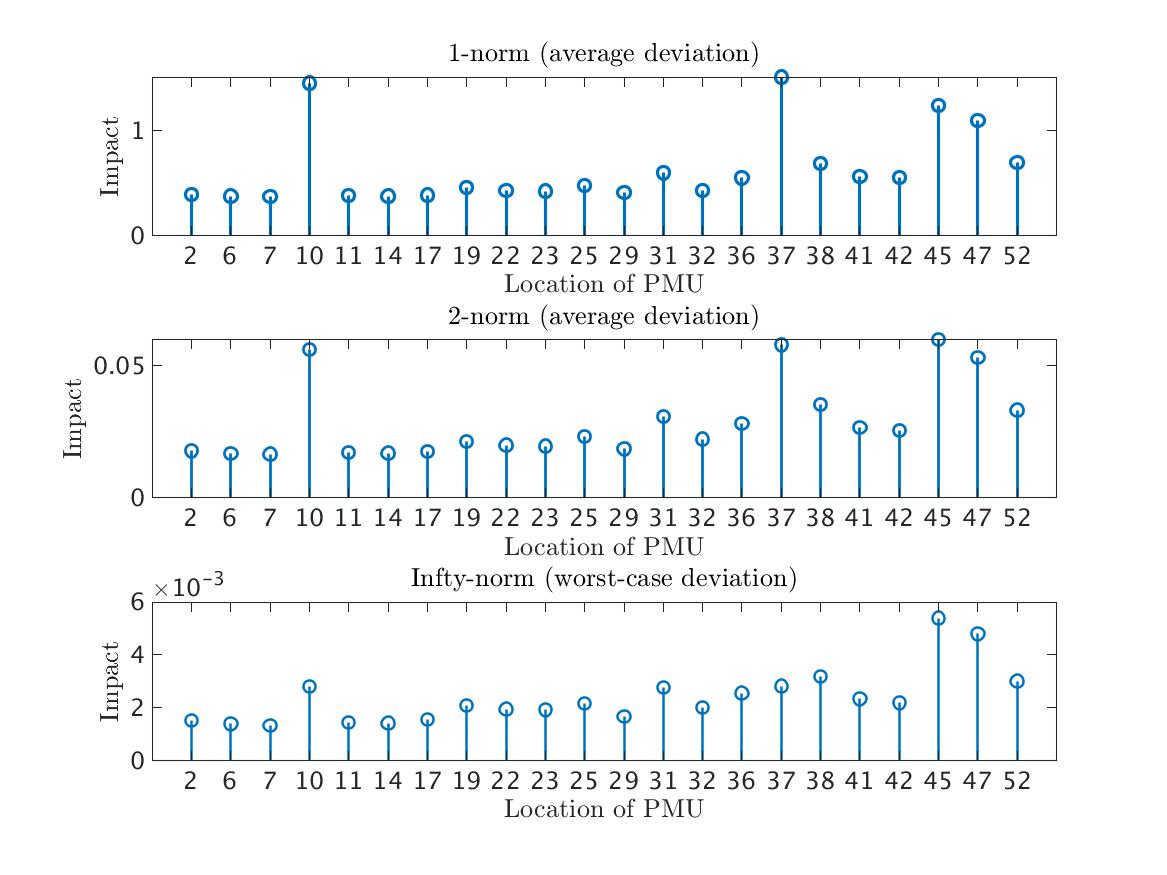 1-norm (average deviation)
Impact
1
0
2 6 7 10 11 14 17 19 22 23 25 29 31 32 36 37 38 41 42 45 47 52
Location of PMU
2-norm (average deviation)
Impact
0.05
0
2 6 7 10 11 14 17 19 22 23 25 29 31 32 36 37 38 41 42 45 47 52
Location of PMU
Infty-norm (worst-case deviation)
×10⁻³
Impact
6
4
2
0
2 6 7 10 11 14 17 19 22 23 25 29 31 32 36 37 38 41 42 45 47 52
Location of PMU